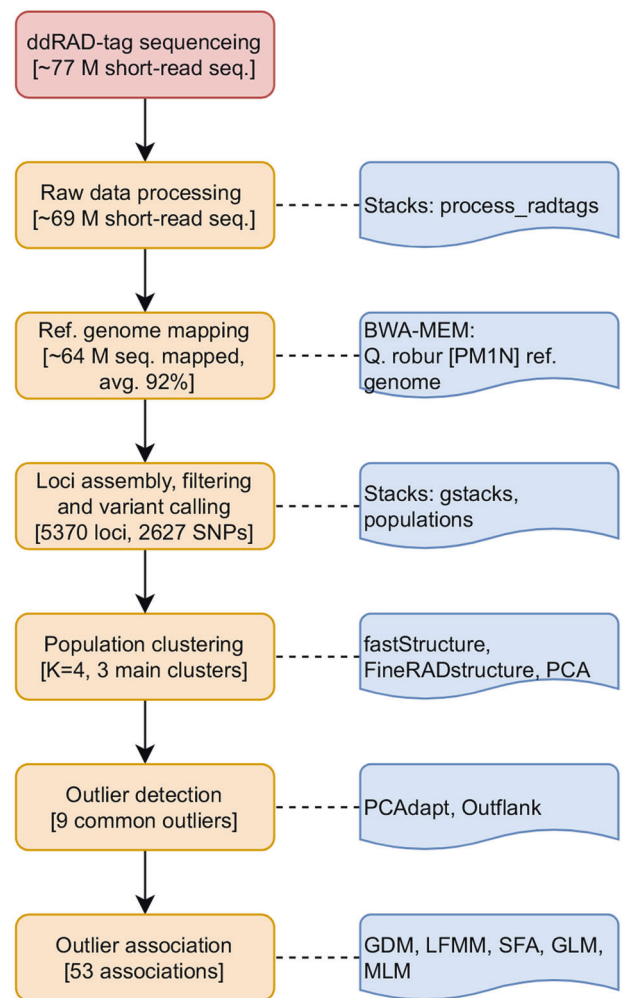 ddRAD-tag sequenceing
[~77 M short-read seq.]
Raw data processing
[~69 M short-read seq.]
Stacks: process_radtags
Ref. genome mapping
[~64 M seq. mapped,
avg. 92%]
BWA-MEM:
Q. robur [PM1N] ref.
genome
Loci assembly, filtering
and variant calling
[5370 loci, 2627 SNPs]
Stacks: gstacks,
populations
Population clustering
[K=4, 3 main clusters]
fastStructure,
FineRADstructure, PCA
Outlier detection
[9 common outliers]
PCAdapt, Outflank
Outlier association
[53 associations]
GDM, LFMM, SFA, GLM,
MLM